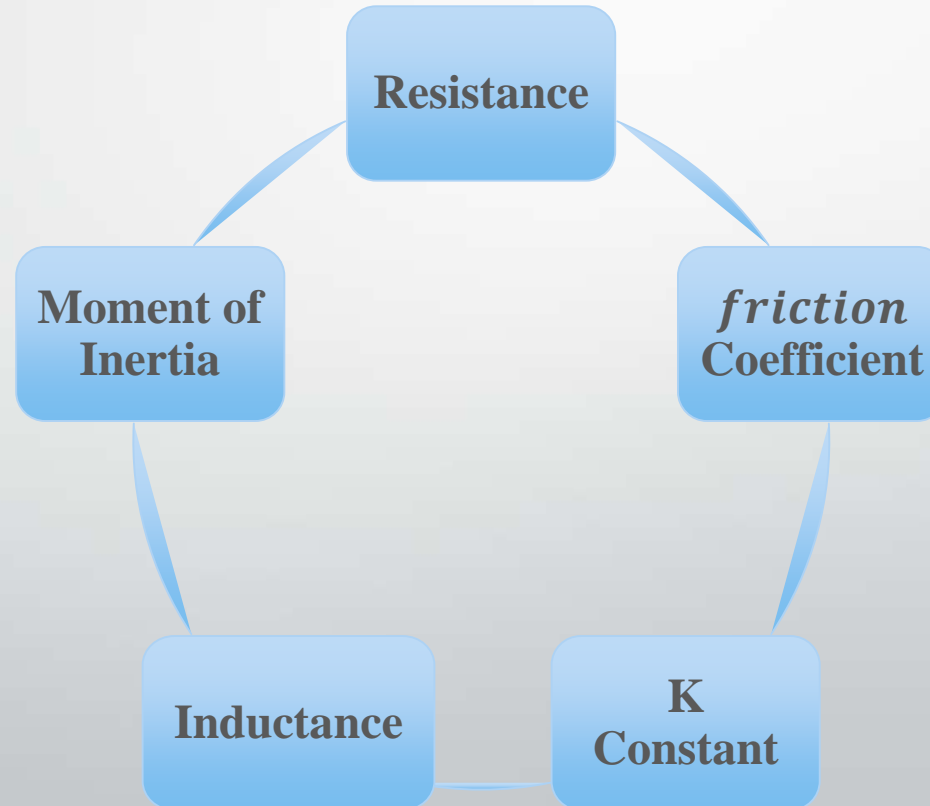 Resistance
Moment of
Inertia
friction
Coefficient
Inductance
K
Constant